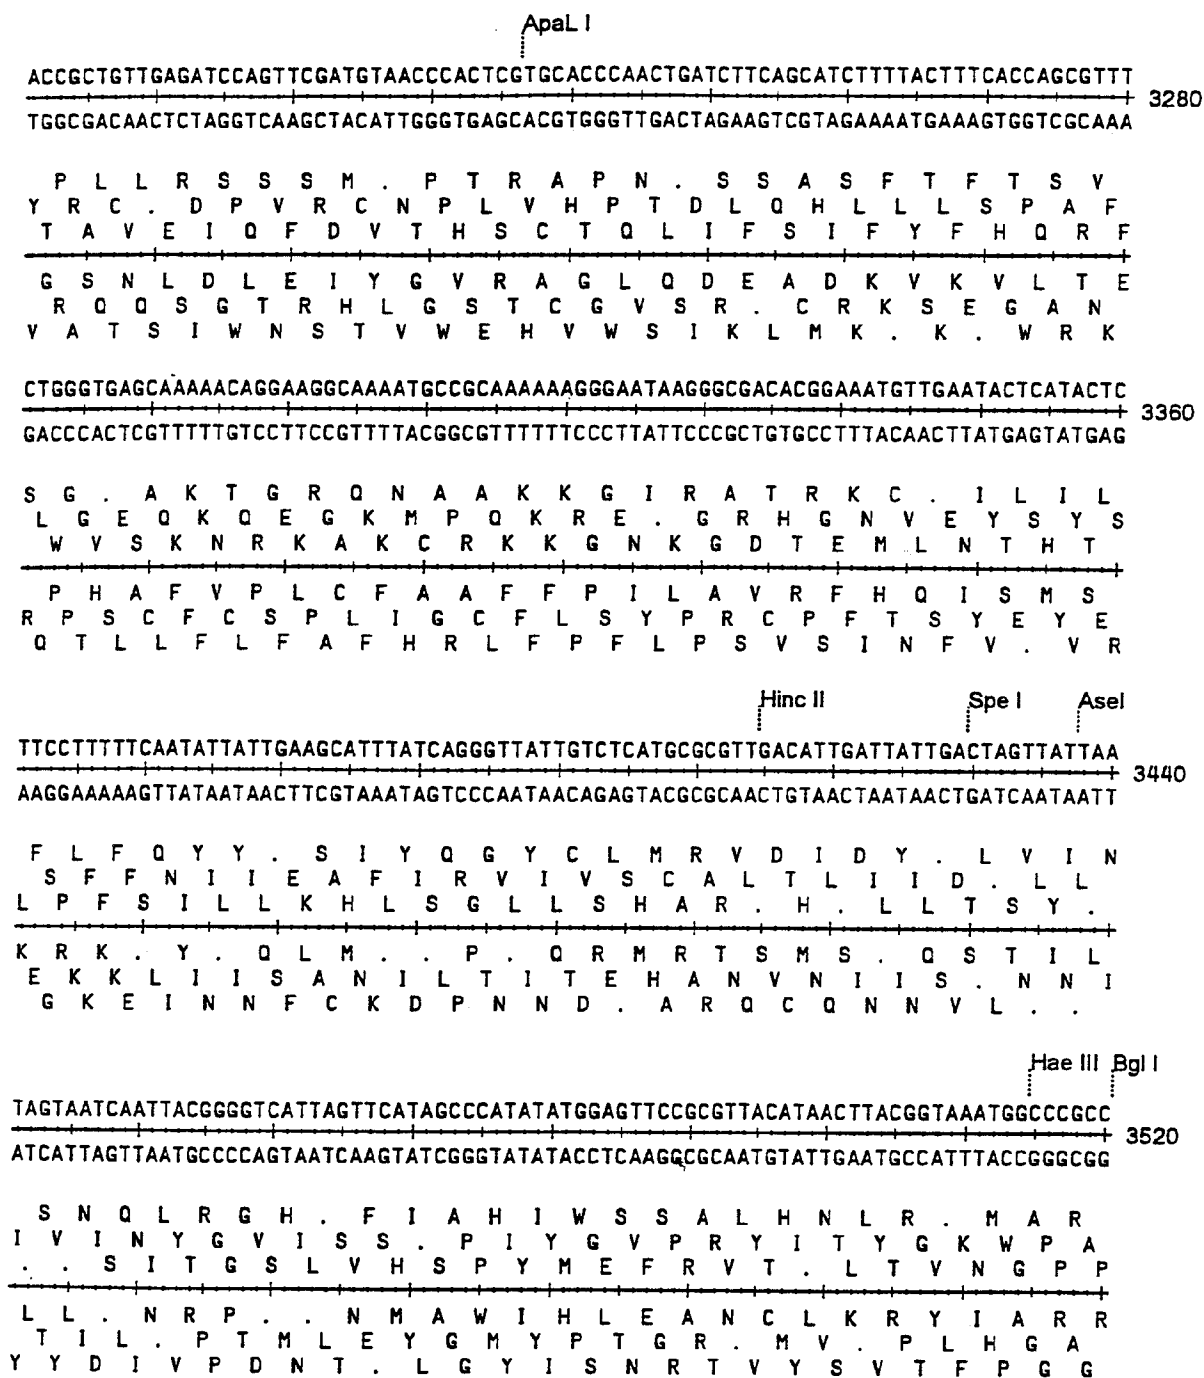 ApaL I
ACCGCTGTTGAGATCCAGTTCGATGTAACCCACTCGTGCACCCAACTGATCTTCAGCATCTTTTACTTTCACCAGCGTTT
3280
TGGCGACAACTCTAGGTCAAGCTACATTGGGTGAGCACGTGGGTTGACTAGAAGTCGTAGAAAATGAAAGTGGTCGCAAA
P L L R S S S M . P T R A P N . S S A S F T F T S V
Y R C . D P V R C N P L V H P T D L Q H L L L S P A F
T A V E I Q F D V T H S C T Q L I F S I F Y F H Q R F
G S N L D L E I Y G V R A G L Q D E A D K V K V L T E
R Q Q S G T R H L G S T C G V S R . C R K S E G A N
V A T S I W N S T V W E H V W S I K L M K . K . W R K
CTGGGTGAGCAAAAACAGGAAGGCAAAATGCCGCAAAAAAGGGAATAAGGGCGACACGGAAATGTTGAATACTCATACTC
3360
GACCCACTCGTTTTTGTCCTTCCGTTTTACGGCGTTTTTTCCCTTATTCCCGCTGTGCCTTTACAACTTATGAGTATGAG
S G . A K T G R Q N A A K K G I R A T R K C . I L I L
L G E Q K Q E G K M P Q K R E . G R H G N V E Y S Y S
W V S K N R K A K C R K K G N K G D T E M L N T H T
P H A F V P L C F A A F F P I L A V R F H Q I S M S
R P S C F C S P L I G C F L S Y P R C P F T S Y E Y E
Q T L L F L F A F H R L F P F L P S V S I N F V . V R
Hinc II Spe I AseI
TTCCTTTTTCAATATTATTGAAGCATTTATCAGGGTTATTGTCTCATGCGCGTTGACATTGATTATTGACTAGTTATTAA
3440
AAGGAAAAAGTTATAATAACTTCGTAAATAGTCCCAATAACAGAGTACGCGCAACTGTAACTAATAACTGATCAATAATT
F L F Q Y Y . S I Y Q G Y C L M R V D I D Y . L V I N
S F F N I I E A F I R V I V S C A L T L I I D . L L
L P F S I L L K H L S G L L S H A R . H . L L T S Y .
K R K . Y . Q L M . . P . Q R M R T S M S . Q S T I L
E K K L I I S A N I L T I T E H A N V N I I S . N N I
G K E I N N F C K D P N N D . A R Q C Q N N V L . .
Hae III Bgl I
TAGTAATCAATTACGGGGTCATTAGTTCATAGCCCATATATGGAGTTCCGCGTTACATAACTTACGGTAAATGGCCCGCC
3520
ATCATTAGTTAATGCCCCAGTAATCAAGTATCGGGTATATACCTCAAGGCGCAATGTATTGAATGCCATTTACCGGGCGG
S N Q L R G H . F I A H I W S S A L H N L R . M A R
I V I N Y G V I S S . P I Y G V P R Y I T Y G K W P A
. . S I T G S L V H S P Y M E F R V T . L T V N G P P
L L . N R P . . N M A W I H L E A N C L K R Y I A R R
T I L . P T M L E Y G M Y P T G R . M V . P L H G A
Y Y D I V P D N T . L G Y I S N R T V Y S V T F P G G